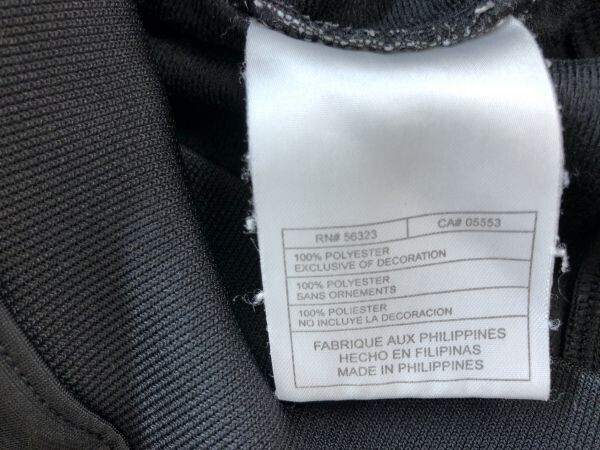 RN# 56323 CA# 05553
100% POLYESTER
EXCLUSIVE OF DECORATION
100% POLYESTER
SANS ORNEMENTS
100% POLIESTER
NO INCLUYE LA DECORACION
FABRIQUE AUX PHILIPPINES
HECHO EN FILIPINAS
MADE IN PHILIPPINES